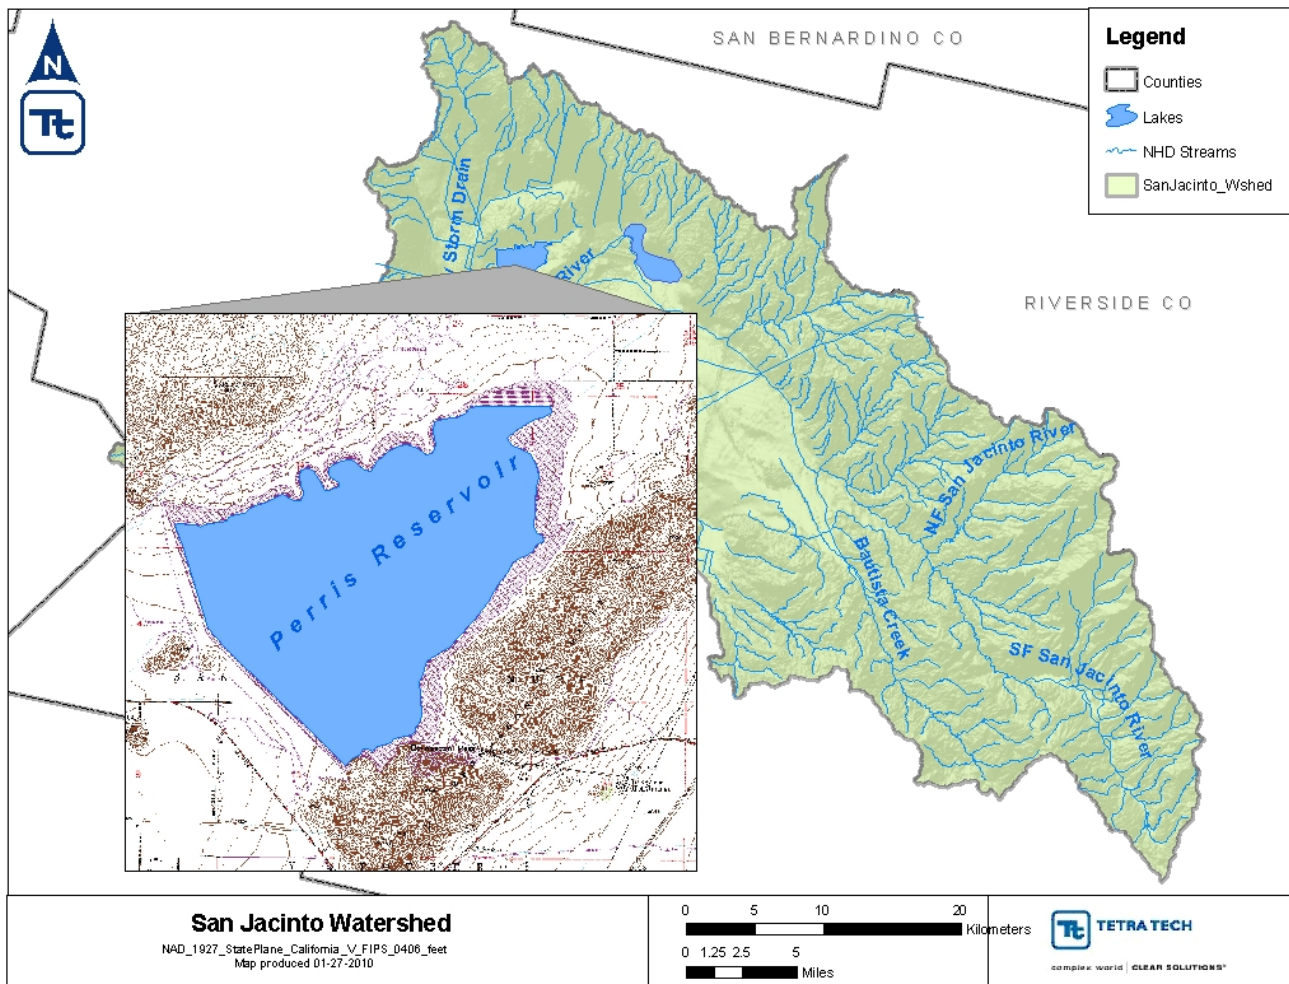 SAN BERNARDINO CO
Legend
Counties
Lakes
NHD Streams
SanJacinto_Wshed
N
Tt
Storm Drain
River
RIVERSIDE CO
Perris Reservoir
NF San Jacinto River
Bautista Creek
SF San Jacinto River
San Jacinto Watershed
NAD_1927_StatePlane_California_V_FIPS_0406_feet
Map produced 01-27-2010
0 5 10 20
Kilometers
0 1.25 2.5 5
Miles
Tt TETRA TECH
complex world | CLEAR SOLUTIONS™